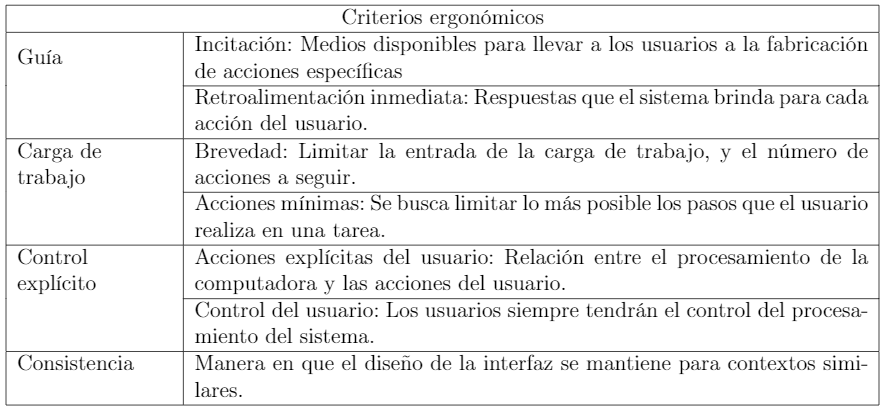 Criterios ergonómicos
Guía
Incitación: Medios disponibles para llevar a los usuarios a la fabricación
de acciones específicas
Retroalimentación inmediata: Respuestas que el sistema brinda para cada
acción del usuario.
Carga de
trabajo
Brevedad: Limitar la entrada de la carga de trabajo, y el número de
acciones a seguir.
Acciones mínimas: Se busca limitar lo más posible los pasos que el usuario
realiza en una tarea.
Control
explícito
Acciones explícitas del usuario: Relación entre el procesamiento de la
computadora y las acciones del usuario.
Control del usuario: Los usuarios siempre tendrán el control del procesa-
miento del sistema.
Consistencia
Manera en que el diseño de la interfaz se mantiene para contextos simi-
lares.